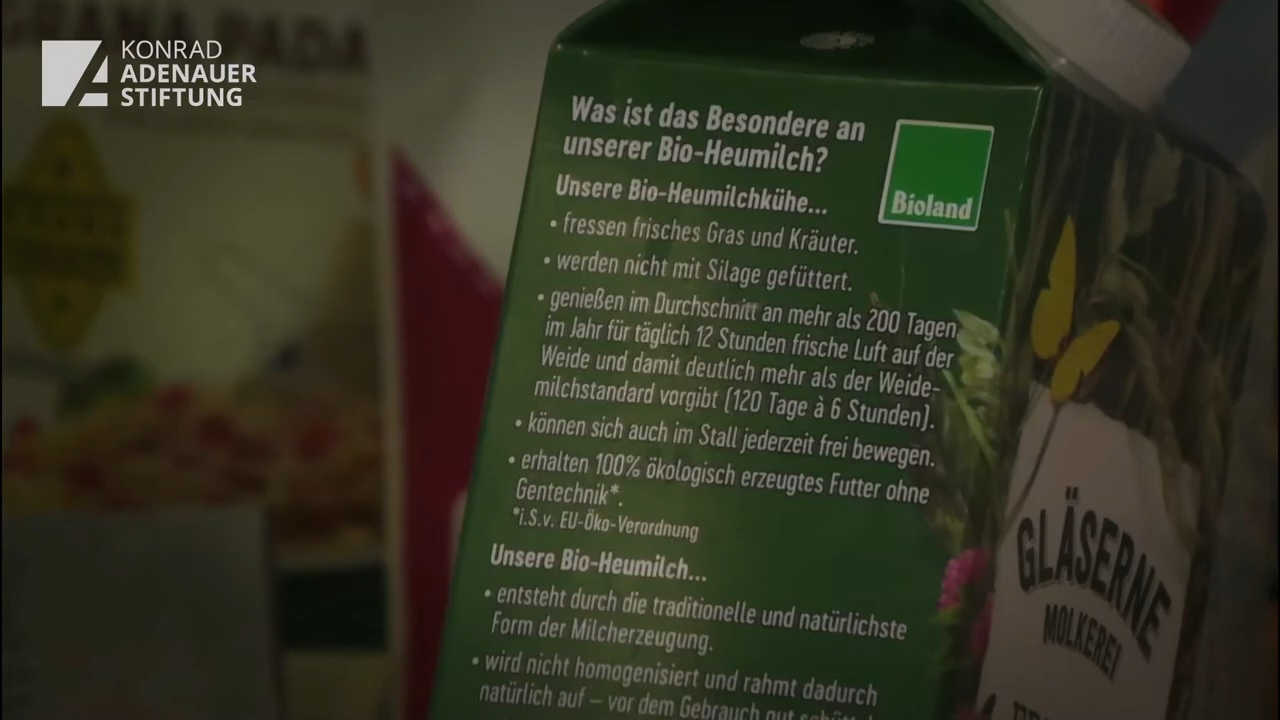 GRANA PADA
KONRAD
ADENAUER
STIFTUNG
Was ist das Besondere an
unserer Bio-Heumilch?
Bioland
Unsere Bio-Heumilchkühe...
• fressen frisches Gras und Kräuter.
• werden nicht mit Silage gefüttert.
• genießen im Durchschnitt an mehr als 200 Tagen
im Jahr für täglich 12 Stunden frische Luft auf der
Weide und damit deutlich mehr als der Weide-
milchstandard vorgibt (120 Tage à 6 Stunden).
• können sich auch im Stall jederzeit frei bewegen.
• erhalten 100% ökologisch erzeugtes Futter ohne
Gentechnik*.
*i.S.v. EU-Öko-Verordnung
Unsere Bio-Heumilch...
• entsteht durch die traditionelle und natürlichste
Form der Milcherzeugung.
• wird nicht homogenisiert und rahmt dadurch
natürlich auf – vor dem Gebrauch gut
GLÄSERNE
MOLKEREI